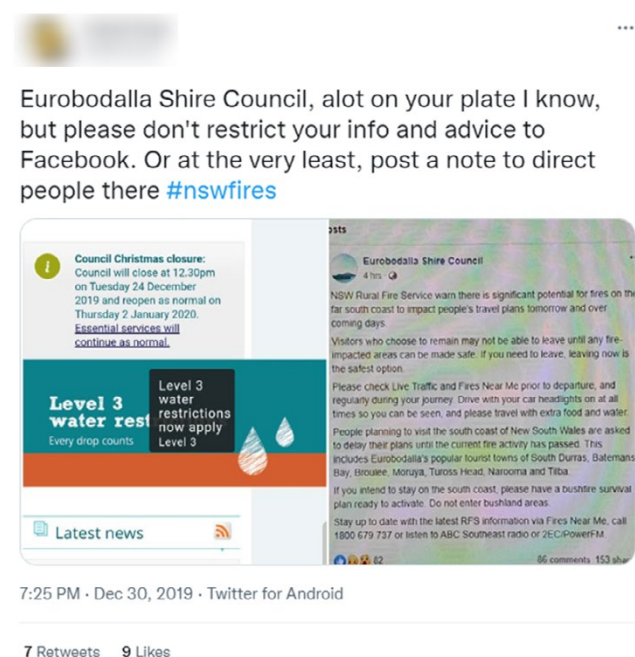 Eurobodalla Shire Council, alot on your plate I know,
but please don't restrict your info and advice to
Facebook. Or at the very least, post a note to direct
people there #nswfires
Council Christmas closure:
Council will close at 12.30pm
on Tuesday 24 December
2019 and reopen as normal on
Thursday 2 January 2020.
Essential services will
continue as normal.
Level 3
water rest
Every drop counts
Level 3
water
restrictions
now apply
Level 3
Latest news
osts
Eurobodalla Shire Council
4 hrs
NSW Rural Fire Service warn there is significant potential for fires on the
far south coast to impact people's travel plans tomorrow and over
coming days.
Visitors who choose to remain may not be able to leave until any fire-
impacted areas can be made safe. If you need to leave, leaving now is
the safest option.
Please check Live Traffic and Fires Near Me prior to departure, and
regularly during your journey. Drive with your car headlights on at all
times so you can be seen, and please travel with extra food and water.
People planning to visit the south coast of New South Wales are asked
to delay their plans until the current fire activity has passed. This
includes Eurobodalla's popular tourist towns of South Durras, Batemans
Bay, Broulee, Moruya, Tuross Head, Narooma and Tilba.
If you intend to stay on the south coast, please have a bushfire survival
plan ready to activate. Do not enter bushland areas.
Stay up to date with the latest RFS information via Fires Near Me, call
1800 679 737 or listen to ABC Southeast radio or 2EC/PowerFM.
62
86 comments 153 shar
7:25 PM · Dec 30, 2019 · Twitter for Android
7 Retweets 9 Likes